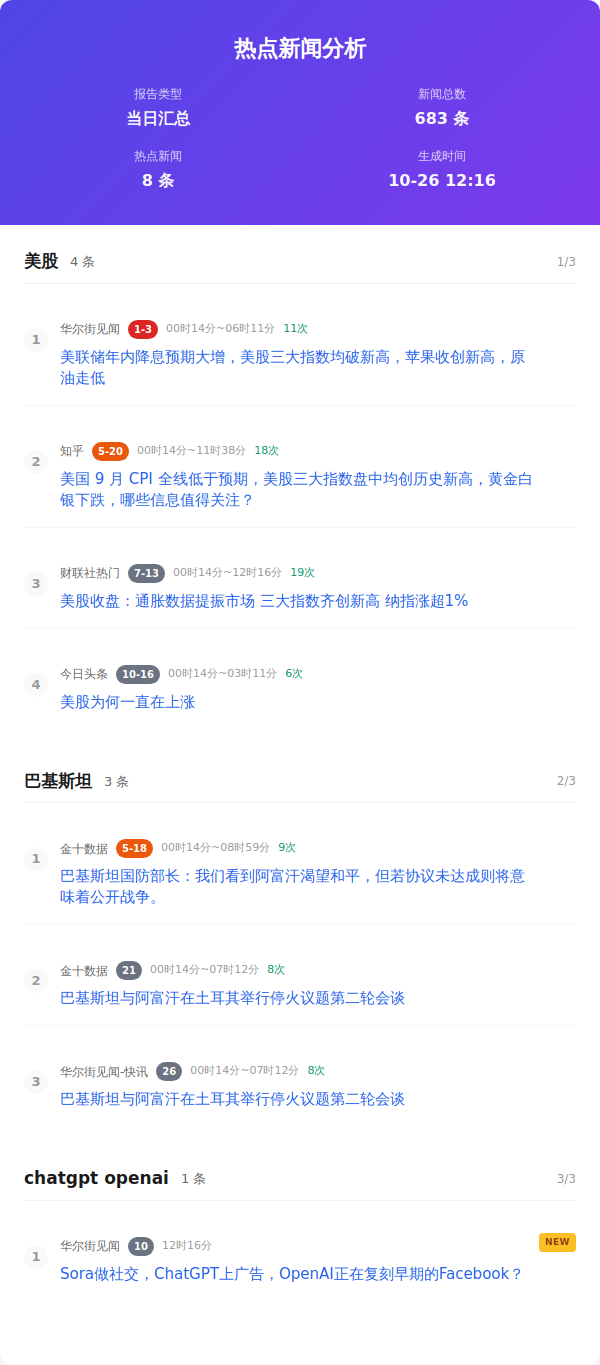 热点新闻分析
报告类型
新闻总数
当日汇总
683 条
热点新闻
生成时间
8 条
10-26 12:16
美股 4 条 1/3
1 华尔街见闻 1-3 00时14分~06时11分 11次
美联储年内降息预期大增，美股三大指数均破新高，苹果收创新高，原
油走低
2 知乎 5-20 00时14分~11时38分 18次
美国 9 月 CPI 全线低于预期，美股三大指数盘中均创历史新高，黄金白
银下跌，哪些信息值得关注？
3 财联社热门 7-13 00时14分~12时16分 19次
美股收盘：通胀数据提振市场 三大指数齐创新高 纳指涨超1%
4 今日头条 10-16 00时14分~03时11分 6次
美股为何一直在上涨
巴基斯坦 3 条 2/3
1 金十数据 5-18 00时14分~08时59分 9次
巴基斯坦国防部长：我们看到阿富汗渴望和平，但若协议未达成则将意
味着公开战争。
2 金十数据 21 00时14分~07时12分 8次
巴基斯坦与阿富汗在土耳其举行停火议题第二轮会谈
3 华尔街见闻-快讯 26 00时14分~07时12分 8次
巴基斯坦与阿富汗在土耳其举行停火议题第二轮会谈
chatgpt openai 1 条 3/3
1 华尔街见闻 10 12时16分 NEW
Sora做社交，ChatGPT上广告，OpenAI正在复刻早期的Facebook？